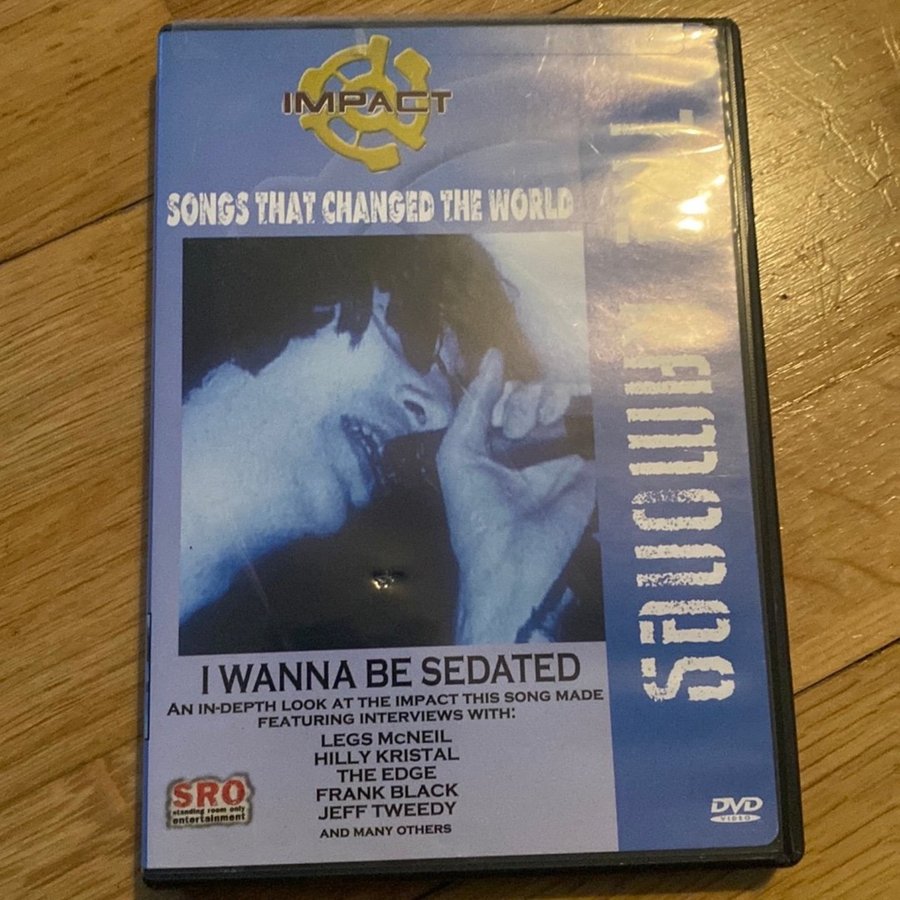 IMPACT
SONGS THAT CHANGED THE WORLD
I WANNA BE SEDATED
AN IN-DEPTH LOOK AT THE IMPACT THIS SONG MADE
FEATURING INTERVIEWS WITH:
LEGS McNEIL
HILLY KRISTAL
THE EDGE
FRANK BLACK
JEFF TWEEDY
AND MANY OTHERS
SRO
standing room only
entertainment
DVD
VIDEO